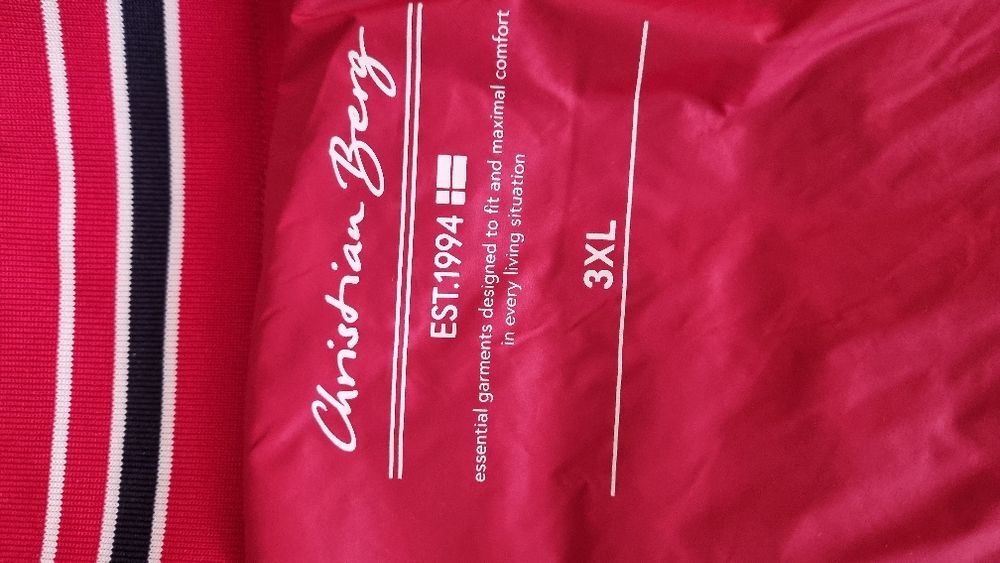 Christian Berg
EST.1994
essential garments designed to fit and maximal comfort
in every living situation
3XL